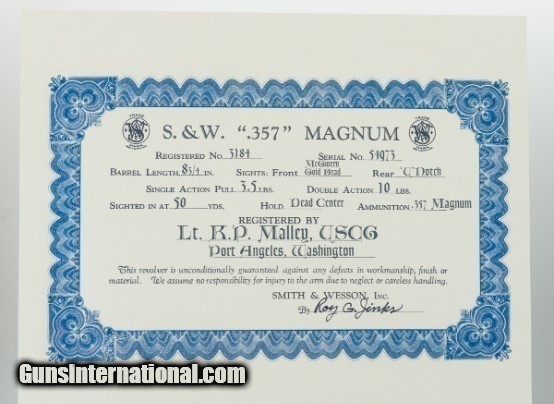 S. & W. ".357" MAGNUM
REGISTERED NO. 3184 SERIAL NO. 54973
BARREL LENGTH, 8 3/4 IN. SIGHTS: FRONT McGivern Gold Bead REAR "U" Notch
SINGLE ACTION PULL 3.5 LBS. DOUBLE ACTION 10 LBS.
SIGHTED IN AT 50 YDS. HOLD Dead Center AMMUNITION .357 Magnum
REGISTERED BY
Lt. R.P. Malley, USCG
Port Angeles, Washington
This revolver is unconditionally guaranteed against any defects in workmanship, finish or
material. We assume no responsibility for injury to the arm due to neglect or careless handling.
SMITH & WESSON, INC.
By Roy G. Jinks
GunsInternational.com